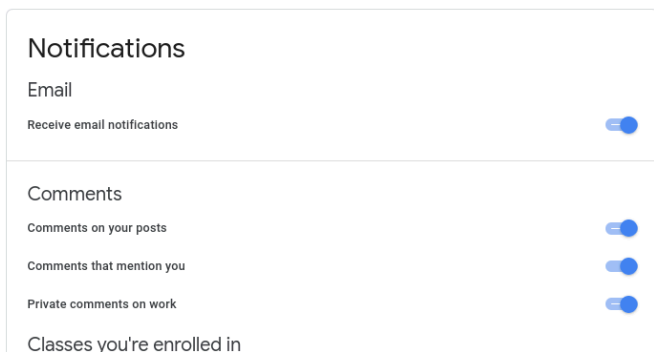 Notifications
Email
Receive email notifications
Comments
Comments on your posts
Comments that mention you
Private comments on work
Classes you're enrolled in